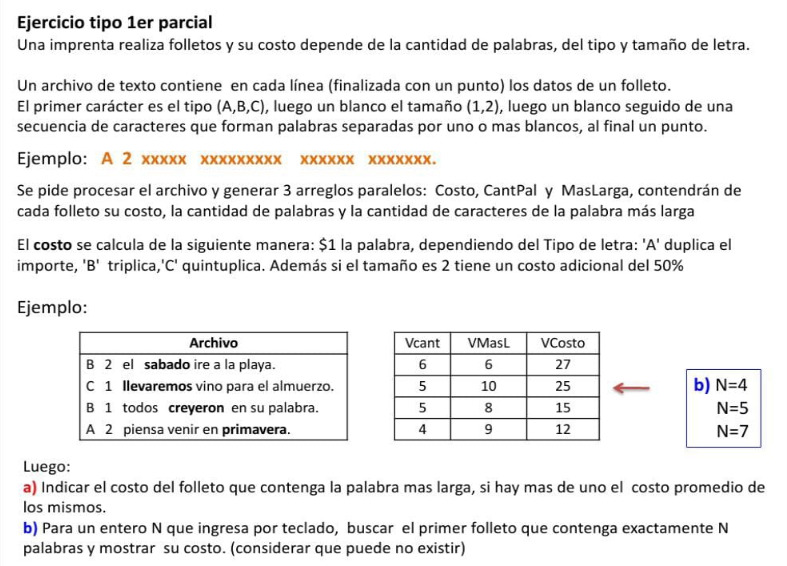 Ejercicio tipo 1er parcial
Una imprenta realiza folletos y su costo depende de la cantidad de palabras, del tipo y tamaño de letra.
Un archivo de texto contiene en cada línea (finalizada con un punto) los datos de un folleto.
El primer carácter es el tipo (A,B,C), luego un blanco el tamaño (1,2), luego un blanco seguido de una
secuencia de caracteres que forman palabras separadas por uno o mas blancos, al final un punto.
Ejemplo: A 2 xxxxx xxxxxxxxx xxxxxx xxxxxxx.
Se pide procesar el archivo y generar 3 arreglos paralelos: Costo, CantPal y MasLarga, contendrán de
cada folleto su costo, la cantidad de palabras y la cantidad de caracteres de la palabra más larga
El costo se calcula de la siguiente manera: $1 la palabra, dependiendo del Tipo de letra: 'A' duplica el
importe, 'B' triplica,'C' quintuplica. Además si el tamaño es 2 tiene un costo adicional del 50%
Ejemplo:
Archivo
B 2 el sabado ire a la playa.
C 1 llevaremos vino para el almuerzo.
B 1 todos creyeron en su palabra.
A 2 piensa venir en primavera.
Vcant VMasL VCosto
6 6 27
5 10 25
5 8 15
4 9 12
b) N=4
N=5
N=7
Luego:
a) Indicar el costo del folleto que contenga la palabra mas larga, si hay mas de uno el costo promedio de
los mismos.
b) Para un entero N que ingresa por teclado, buscar el primer folleto que contenga exactamente N
palabras y mostrar su costo. (considerar que puede no existir)